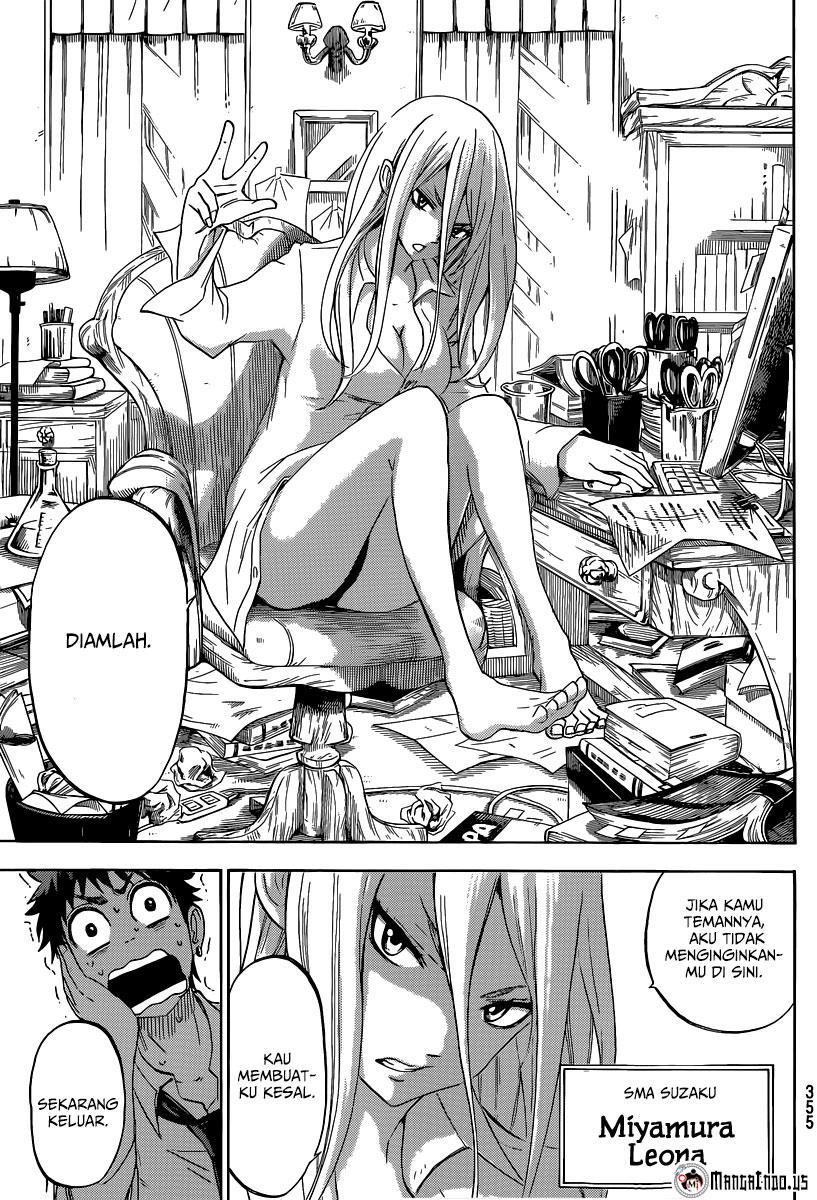 DIAMLAH.
JIKA KAMU
TEMANNYA,
AKU TIDAK
MENGINGINKAN-
MU DI SINI.
SMA SUZAKU
Miyamura
Leona
KAU
MEMBUAT-
KU KESAL.
SEKARANG
KELUAR.
355
MangaIndo.us